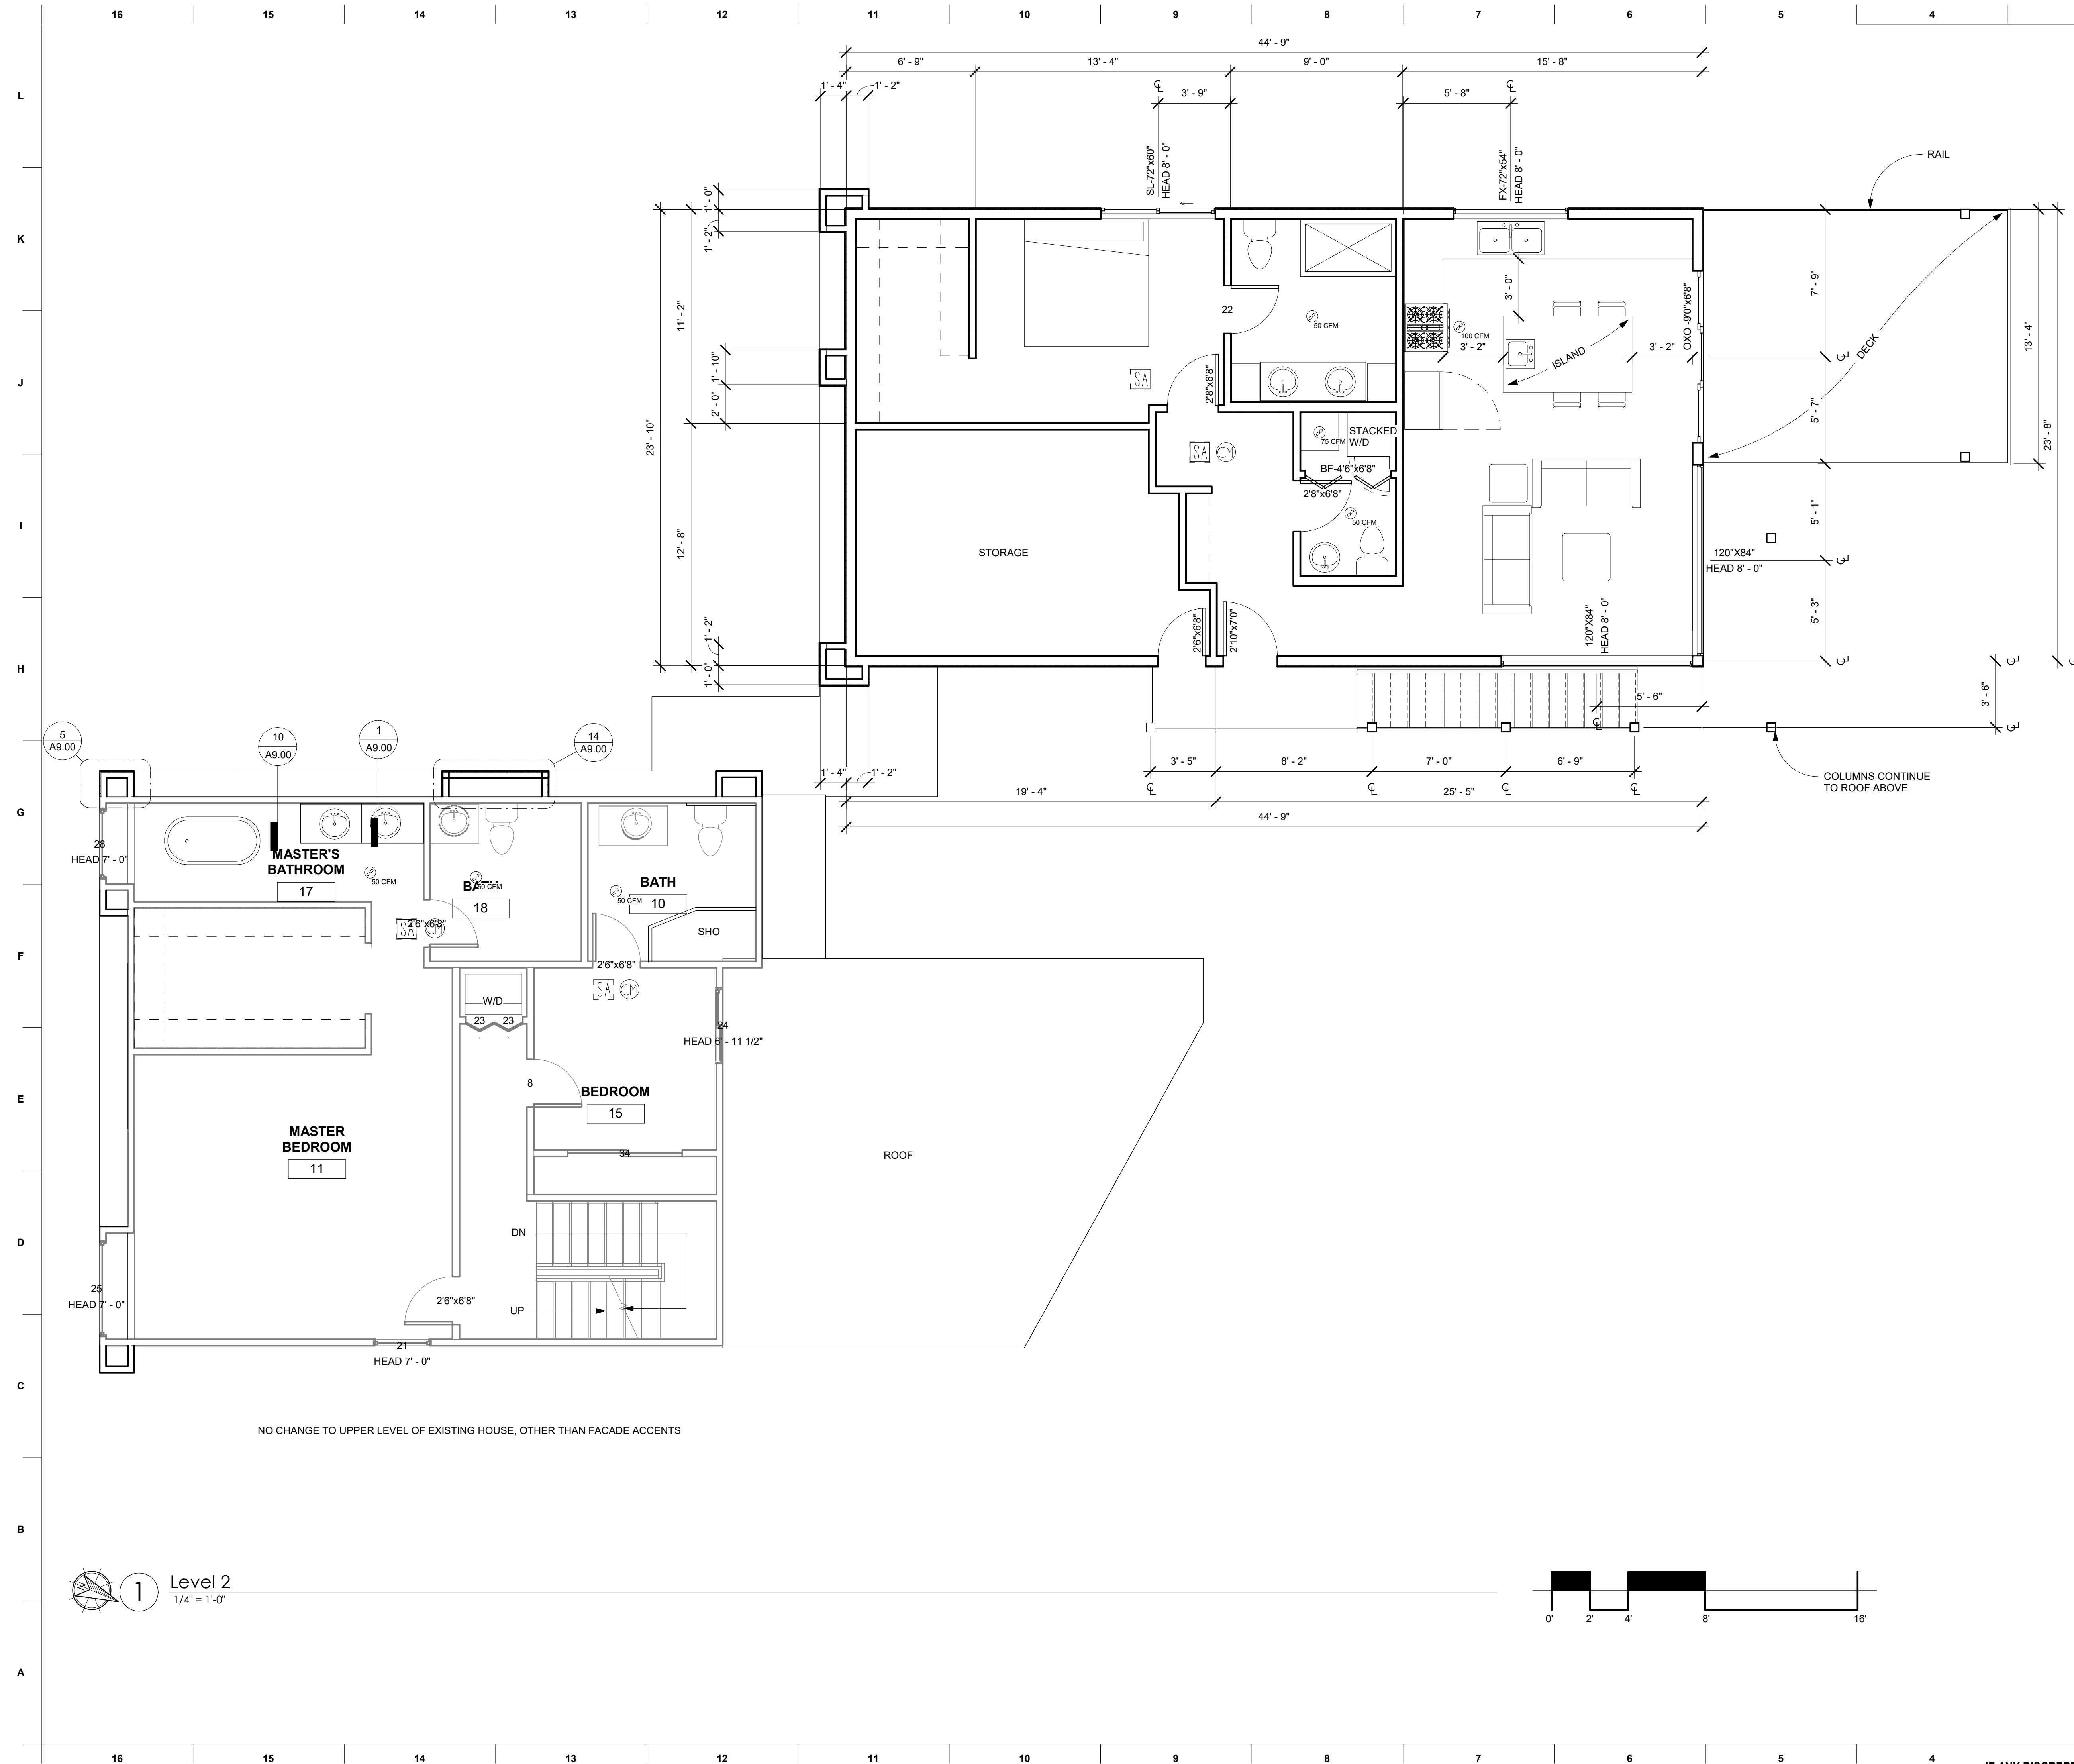 16 15 14 13 12 11 10 9 8 7 6 5 4
44' - 9"
6' - 9" 13' - 4" 9' - 0" 15' - 8"
1' - 4" 1' - 2" 3' - 9" 5' - 8"
L
SL-72"x60"
HEAD 8' - 0"
FX-72"x54"
HEAD 8' - 0"
RAIL
K
1' - 0"
1' - 2"
11' - 2"
1' - 10"
2' - 0"
23' - 10"
12' - 8"
1' - 2"
1' - 0"
22
50 CFM
100 CFM
3' - 0"
3' - 2"
ISLAND
3' - 2"
OXO -9'0"x6'8"
7' - 9"
DECK
13' - 4"
5' - 7"
23' - 8"
J
SA
2'8"x6'8"
SA CM
75 CFM
STACKED
W/D
BF-4'6"x6'8"
2'8"x6'8"
50 CFM
I
STORAGE
5' - 1"
120"X84"
HEAD 8' - 0"
5' - 3"
120"X84"
HEAD 8' - 0"
2'6"x6'8"
2'10"x7'0"
H
5' - 6"
3' - 6"
COLUMNS CONTINUE
TO ROOF ABOVE
1' - 4" 1' - 2" 3' - 5" 8' - 2" 7' - 0" 6' - 9"
19' - 4" 25' - 5"
44' - 9"
5
A9.00
10
A9.00
1
A9.00
14
A9.00
G
28
HEAD 7' - 0"
MASTER'S
BATHROOM
17
50 CFM
50 CFM
18
BATH
10
50 CFM
SHO
F
SA CM
2'6"x6'8"
2'6"x6'8"
SA CM
W/D
23 23
24
HEAD 6' - 11 1/2"
8
E
BEDROOM
15
MASTER
BEDROOM
11
34
ROOF
D
DN
UP
25
HEAD 7' - 0"
2'6"x6'8"
21
HEAD 7' - 0"
C
NO CHANGE TO UPPER LEVEL OF EXISTING HOUSE, OTHER THAN FACADE ACCENTS
B
N
1
Level 2
1/4" = 1'-0"
0' 2' 4' 8' 16'
A
16 15 14 13 12 11 10 9 8 7 6 5 4